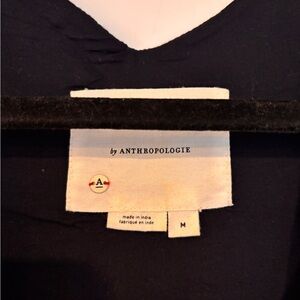 by ANTHROPOLOGIE
A
made in india
fabriqué en inde
M